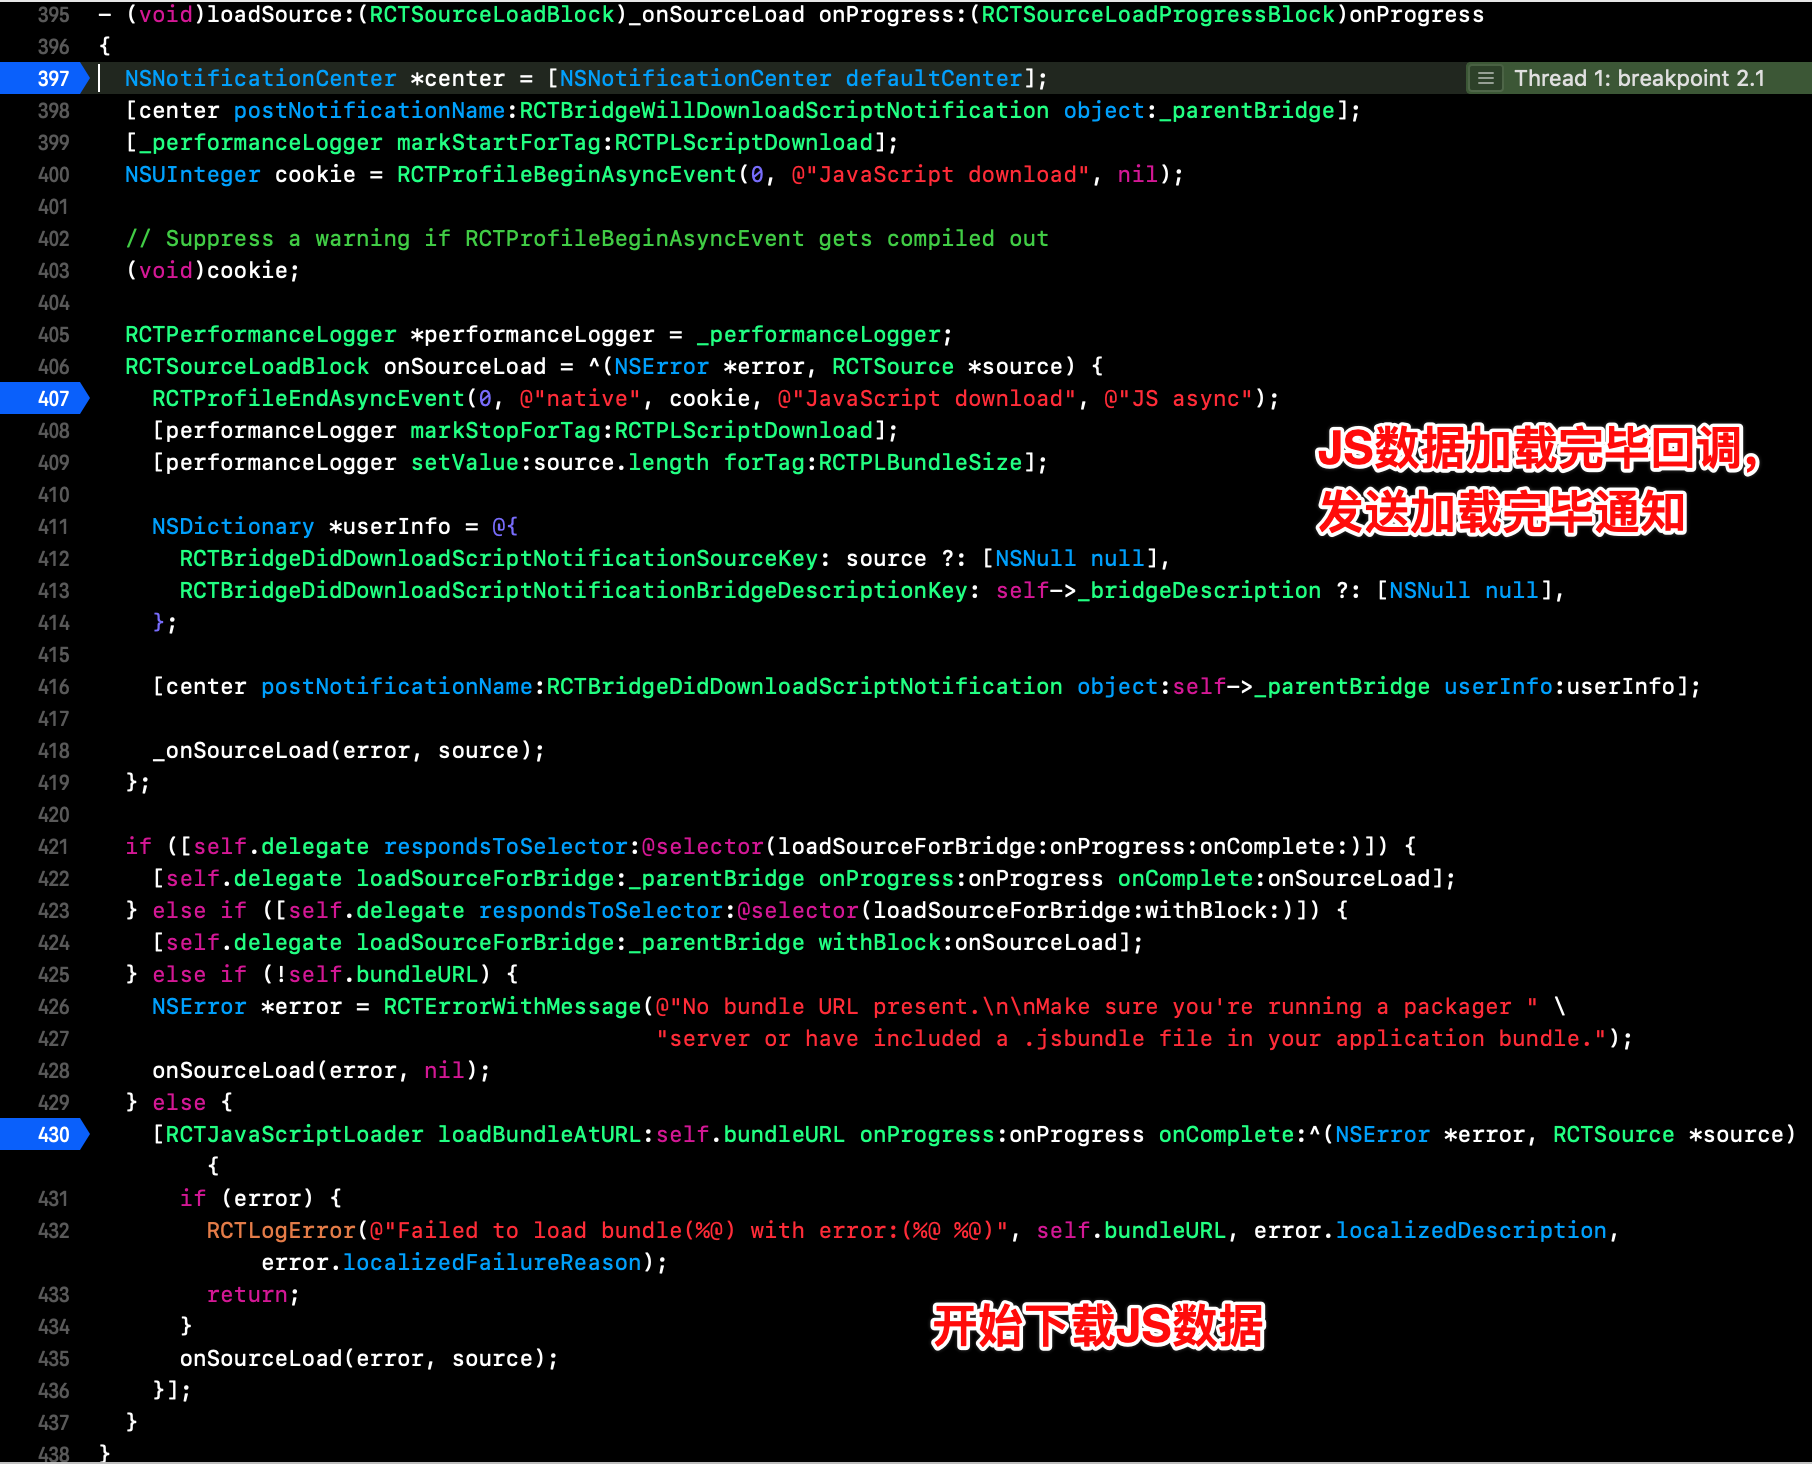 395 - (void)loadSource:(RCTSourceLoadBlock)_onSourceLoad onProgress:(RCTSourceLoadProgressBlock)onProgress
396 {
397   NSNotificationCenter *center = [NSNotificationCenter defaultCenter]; Thread 1: breakpoint 2.1
398   [center postNotificationName:RCTBridgeWillDownloadScriptNotification object:_parentBridge];
399   [_performanceLogger markStartForTag:RCTPLScriptDownload];
400   NSUInteger cookie = RCTProfileBeginAsyncEvent(0, @"JavaScript download", nil);
401
402   // Suppress a warning if RCTProfileBeginAsyncEvent gets compiled out
403   (void)cookie;
404
405   RCTPerformanceLogger *performanceLogger = _performanceLogger;
406   RCTSourceLoadBlock onSourceLoad = ^(NSError *error, RCTSource *source) {
407     RCTProfileEndAsyncEvent(0, @"native", cookie, @"JavaScript download", @"JS async");
408     [performanceLogger markStopForTag:RCTPLScriptDownload];
JS数据加载完毕回调,
409     [performanceLogger setValue:source.length forTag:RCTPLBundleSize];
410
发送加载完毕通知
411     NSDictionary *userInfo = @{
412       RCTBridgeDidDownloadScriptNotificationSourceKey: source ?: [NSNull null],
413       RCTBridgeDidDownloadScriptNotificationBridgeDescriptionKey: self->_bridgeDescription ?: [NSNull null],
414     };
415
416     [center postNotificationName:RCTBridgeDidDownloadScriptNotification object:self->_parentBridge userInfo:userInfo];
417
418     _onSourceLoad(error, source);
419   };
420
421   if ([self.delegate respondsToSelector:@selector(loadSourceForBridge:onProgress:onComplete:)]) {
422     [self.delegate loadSourceForBridge:_parentBridge onProgress:onProgress onComplete:onSourceLoad];
423   } else if ([self.delegate respondsToSelector:@selector(loadSourceForBridge:withBlock:)]) {
424     [self.delegate loadSourceForBridge:_parentBridge withBlock:onSourceLoad];
425   } else if (!self.bundleURL) {
426     NSError *error = RCTErrorWithMessage(@"No bundle URL present.\n\nMake sure you're running a packager " \
427                                          "server or have included a .jsbundle file in your application bundle.");
428     onSourceLoad(error, nil);
429   } else {
430     [RCTJavaScriptLoader loadBundleAtURL:self.bundleURL onProgress:onProgress onComplete:^(NSError *error, RCTSource *source)
{
431       if (error) {
432         RCTLogError(@"Failed to load bundle(%@) with error:(%@ %@)", self.bundleURL, error.localizedDescription,
error.localizedFailureReason);
433         return;
434       }
开始下载JS数据
435       onSourceLoad(error, source);
436     }];
437   }
438 }